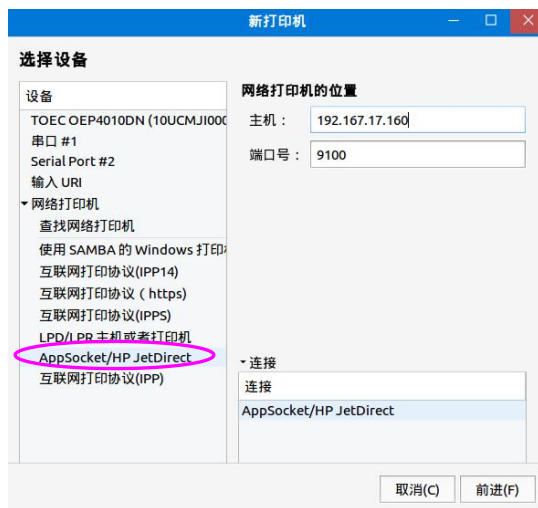 新打印机
选择设备
设备
TOEC OEP4010DN (10UCMJI000
串口 #1
Serial Port #2
输入 URI
网络打印机
查找网络打印机
使用 SAMBA 的 Windows 打印
互联网打印协议(IPP14)
互联网打印协议（https)
互联网打印协议(IPPS)
LPD/LPR 主机或者打印机
AppSocket/HP JetDirect
互联网打印协议(IPP)
网络打印机的位置
主机： 192.167.17.160
端口号： 9100
连接
连接
AppSocket/HP JetDirect
取消(C) 前进(F)